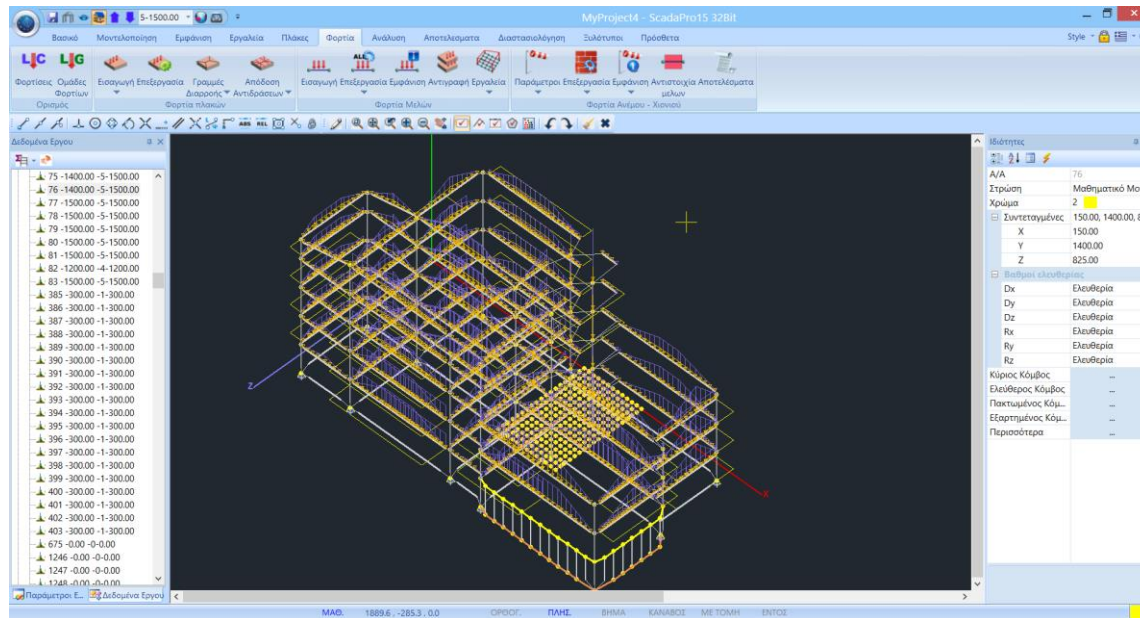 5-1500.00
MyProject4 - ScadaPro15 32Bit
Βασικό Μοντελοποίηση Εμφάνιση Εργαλεία Πλάκες Φορτία Ανάλυση Αποτελεσματα Διαστασιολόγηση Ξυλότυποι Πρόσθετα
Style
LC LG
Φορτίσεις Ομάδες Φορτίων
Εισαγωγή Επεξεργασία Γραμμές Διαρροής Απόδοση Αντιδράσεων
Εισαγωγή Επεξεργασία Εμφάνιση Αντιγραφή Εργαλεία
Παράμετροι Επεξεργασία Εμφάνιση Αντιστοιχία μελων Αποτελέσματα
Ορισμός
Φορτία πλακών
Φορτία Μελών
Φορτία Ανέμου - Χιονιού
Δεδομένα Εργου
75 -1400.00 -5-1500.00
76 -1400.00 -5-1500.00
77 -1500.00 -5-1500.00
78 -1500.00 -5-1500.00
79 -1500.00 -5-1500.00
80 -1500.00 -5-1500.00
81 -1500.00 -5-1500.00
82 -1200.00 -4-1200.00
83 -1500.00 -5-1500.00
385 -300.00 -1-300.00
386 -300.00 -1-300.00
387 -300.00 -1-300.00
388 -300.00 -1-300.00
389 -300.00 -1-300.00
390 -300.00 -1-300.00
391 -300.00 -1-300.00
392 -300.00 -1-300.00
393 -300.00 -1-300.00
394 -300.00 -1-300.00
395 -300.00 -1-300.00
396 -300.00 -1-300.00
397 -300.00 -1-300.00
398 -300.00 -1-300.00
399 -300.00 -1-300.00
400 -300.00 -1-300.00
401 -300.00 -1-300.00
402 -300.00 -1-300.00
403 -300.00 -1-300.00
675 -0.00 -0-0.00
1246 -0.00 -0-0.00
1247 -0.00 -0-0.00
1248 -0.00 -0-0.00
Παράμετροι Ε... Δεδομένα Εργου
Z
X
Ιδιότητες
Α/Α 76
Στρώση Μαθηματικό Μο
Χρώμα 2
Συντεταγμένες 150.00, 1400.00, 8
X 150.00
Y 1400.00
Z 825.00
Βαθμοί ελευθερίας
Dx Ελευθερία
Dy Ελευθερία
Dz Ελευθερία
Rx Ελευθερία
Ry Ελευθερία
Rz Ελευθερία
Κύριος Κόμβος ...
Ελεύθερος Κόμβος ...
Πακτωμένος Κόμ... ...
Εξαρτημένος Κόμ... ...
Περισσότερα ...
ΜΑΘ. 1889.6 , -285.3 , 0.0 ΟΡΘΟΓ. ΠΛΗΣ. ΒΗΜΑ ΚΑΝΑΒΟΣ ΜΕ ΤΟΜΗ ΕΝΤΟΣ